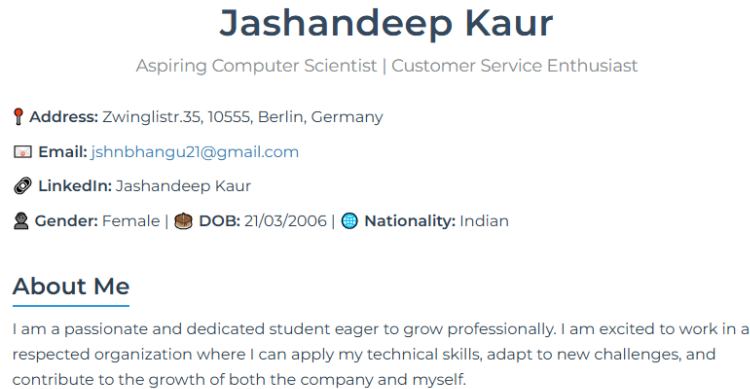 Jashandeep Kaur
Aspiring Computer Scientist | Customer Service Enthusiast
Address: Zwinglistr.35, 10555, Berlin, Germany
Email: jshnbhangu21@gmail.com
LinkedIn: Jashandeep Kaur
Gender: Female | DOB: 21/03/2006 | Nationality: Indian
About Me
I am a passionate and dedicated student eager to grow professionally. I am excited to work in a
respected organization where I can apply my technical skills, adapt to new challenges, and
contribute to the growth of both the company and myself.